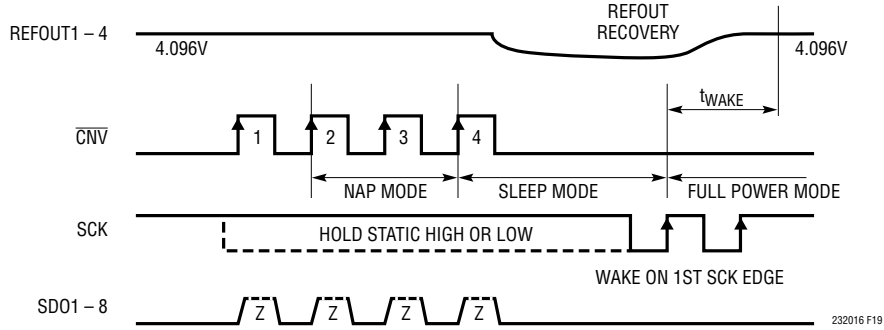 REFOUT
RECOVERY
REFOUT1 – 4
4.096V
4.096V
tWAKE
CNV
1
2
3
4
NAP MODE
SLEEP MODE
FULL POWER MODE
SCK
HOLD STATIC HIGH OR LOW
WAKE ON 1ST SCK EDGE
SDO1 – 8
Z
Z
Z
Z
232016 F19